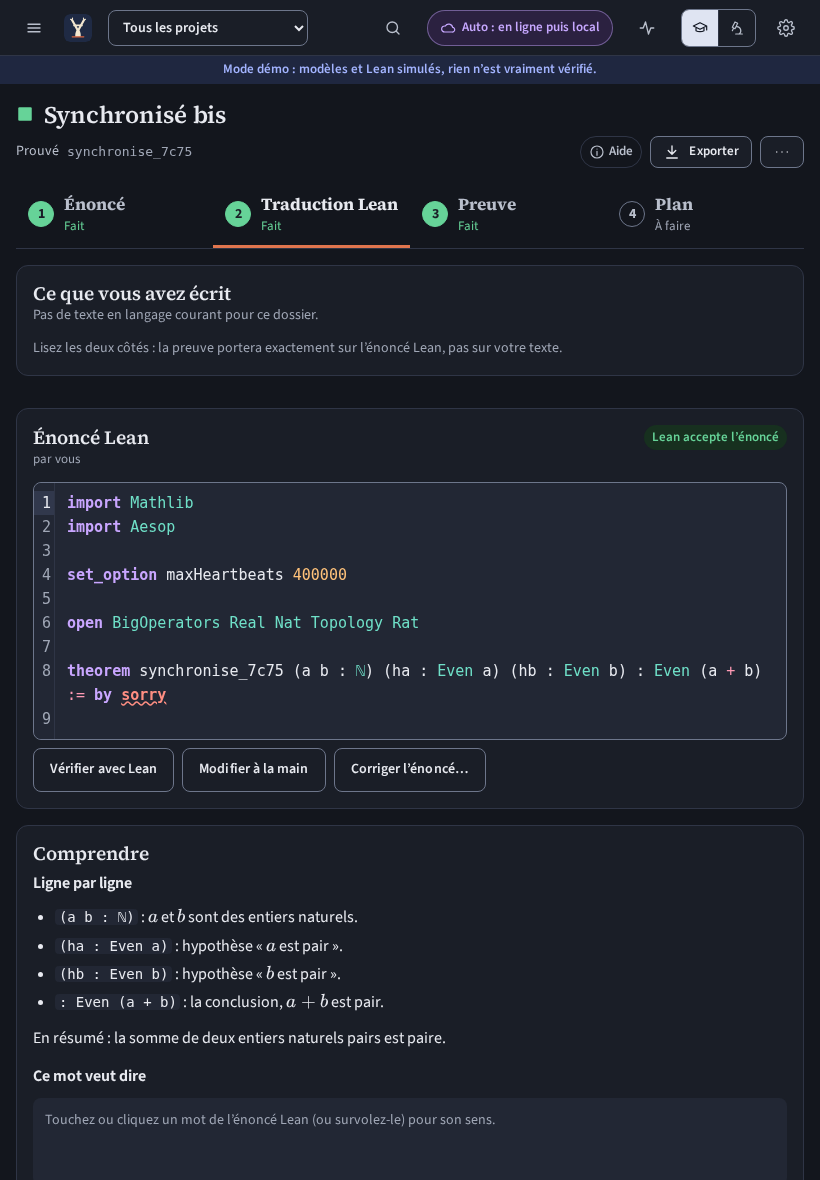 Tous les projets
Auto : en ligne puis local
Mode démo : modèles et Lean simulés, rien n’est vraiment vérifié.
Synchronisé bis
Prouvé synchronise_7c75
Aide
Exporter
...
1 Énoncé
Fait
2 Traduction Lean
Fait
3 Preuve
Fait
4 Plan
À faire
Ce que vous avez écrit
Pas de texte en langage courant pour ce dossier.
Lisez les deux côtés : la preuve portera exactement sur l’énoncé Lean, pas sur votre texte.
Énoncé Lean
Lean accepte l’énoncé
par vous
1 import Mathlib
2 import Aesop
3
4 set_option maxHeartbeats 400000
5
6 open BigOperators Real Nat Topology Rat
7
8 theorem synchronise_7c75 (a b : ℕ) (ha : Even a) (hb : Even b) : Even (a + b)
:= by sorry
9
Vérifier avec Lean
Modifier à la main
Corriger l’énoncé…
Comprendre
Ligne par ligne
• (a b : ℕ) : a et b sont des entiers naturels.
• (ha : Even a) : hypothèse « a est pair ».
• (hb : Even b) : hypothèse « b est pair ».
• : Even (a + b) : la conclusion, a + b est pair.
En résumé : la somme de deux entiers naturels pairs est paire.
Ce mot veut dire
Touchez ou cliquez un mot de l’énoncé Lean (ou survolez-le) pour son sens.